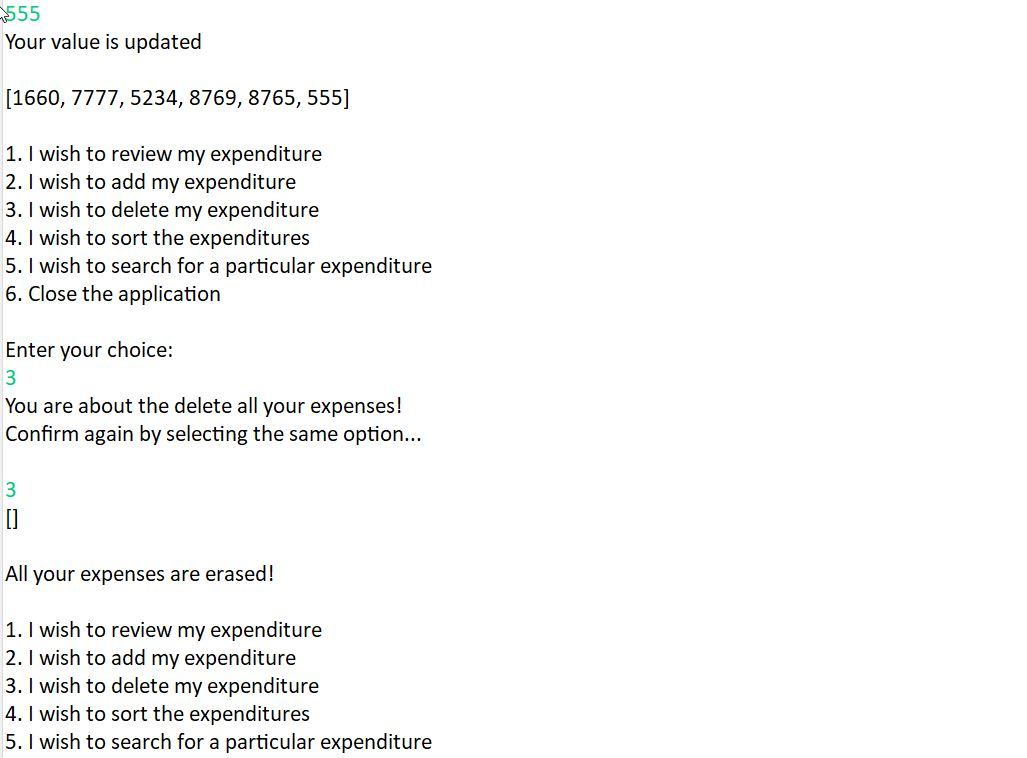 555
Your value is updated
[1660, 7777, 5234, 8769, 8765, 555]
1. I wish to review my expenditure
2. I wish to add my expenditure
3. I wish to delete my expenditure
4. I wish to sort the expenditures
5. I wish to search for a particular expenditure
6. Close the application
Enter your choice:
3
You are about the delete all your expenses!
Confirm again by selecting the same option...
3
[]
All your expenses are erased!
1. I wish to review my expenditure
2. I wish to add my expenditure
3. I wish to delete my expenditure
4. I wish to sort the expenditures
5. I wish to search for a particular expenditure